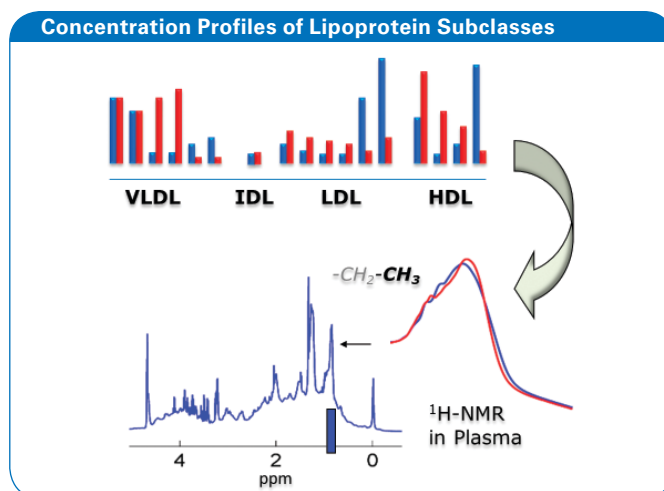 Concentration Profiles of Lipoprotein Subclasses
VLDL IDL LDL HDL
-CH₂-CH₃
¹H-NMR
in Plasma
4 2 0
ppm